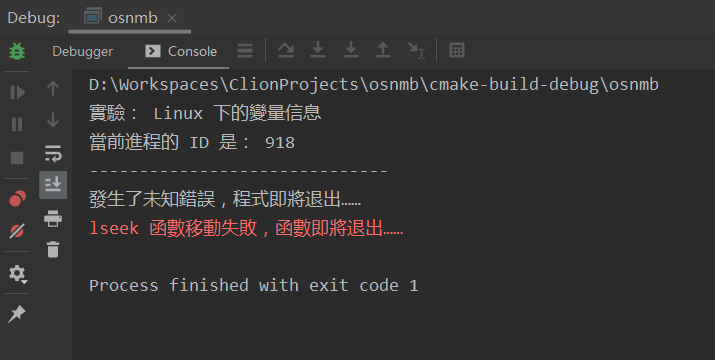 Debug: osnmb
Debugger Console
D:\Workspaces\ClionProjects\osnmb\cmake-build-debug\osnmb
實驗： Linux 下的變量信息
當前進程的 ID 是： 918
------------------------------
發生了未知錯誤，程式即將退出……
lseek 函數移動失敗，函數即將退出……
Process finished with exit code 1